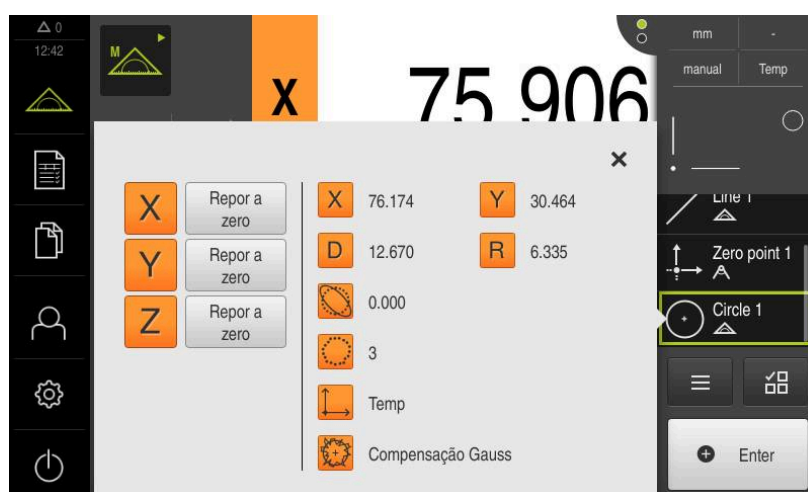 0
12:42
M
X
75.906
mm
-
manual
Temp
×
X
Repor a
zero
Y
Repor a
zero
Z
Repor a
zero
X
76.174
Y
30.464
D
12.670
R
6.335
0.000
3
Temp
Compensação Gauss
Line 1
Zero point 1
Circle 1
Enter